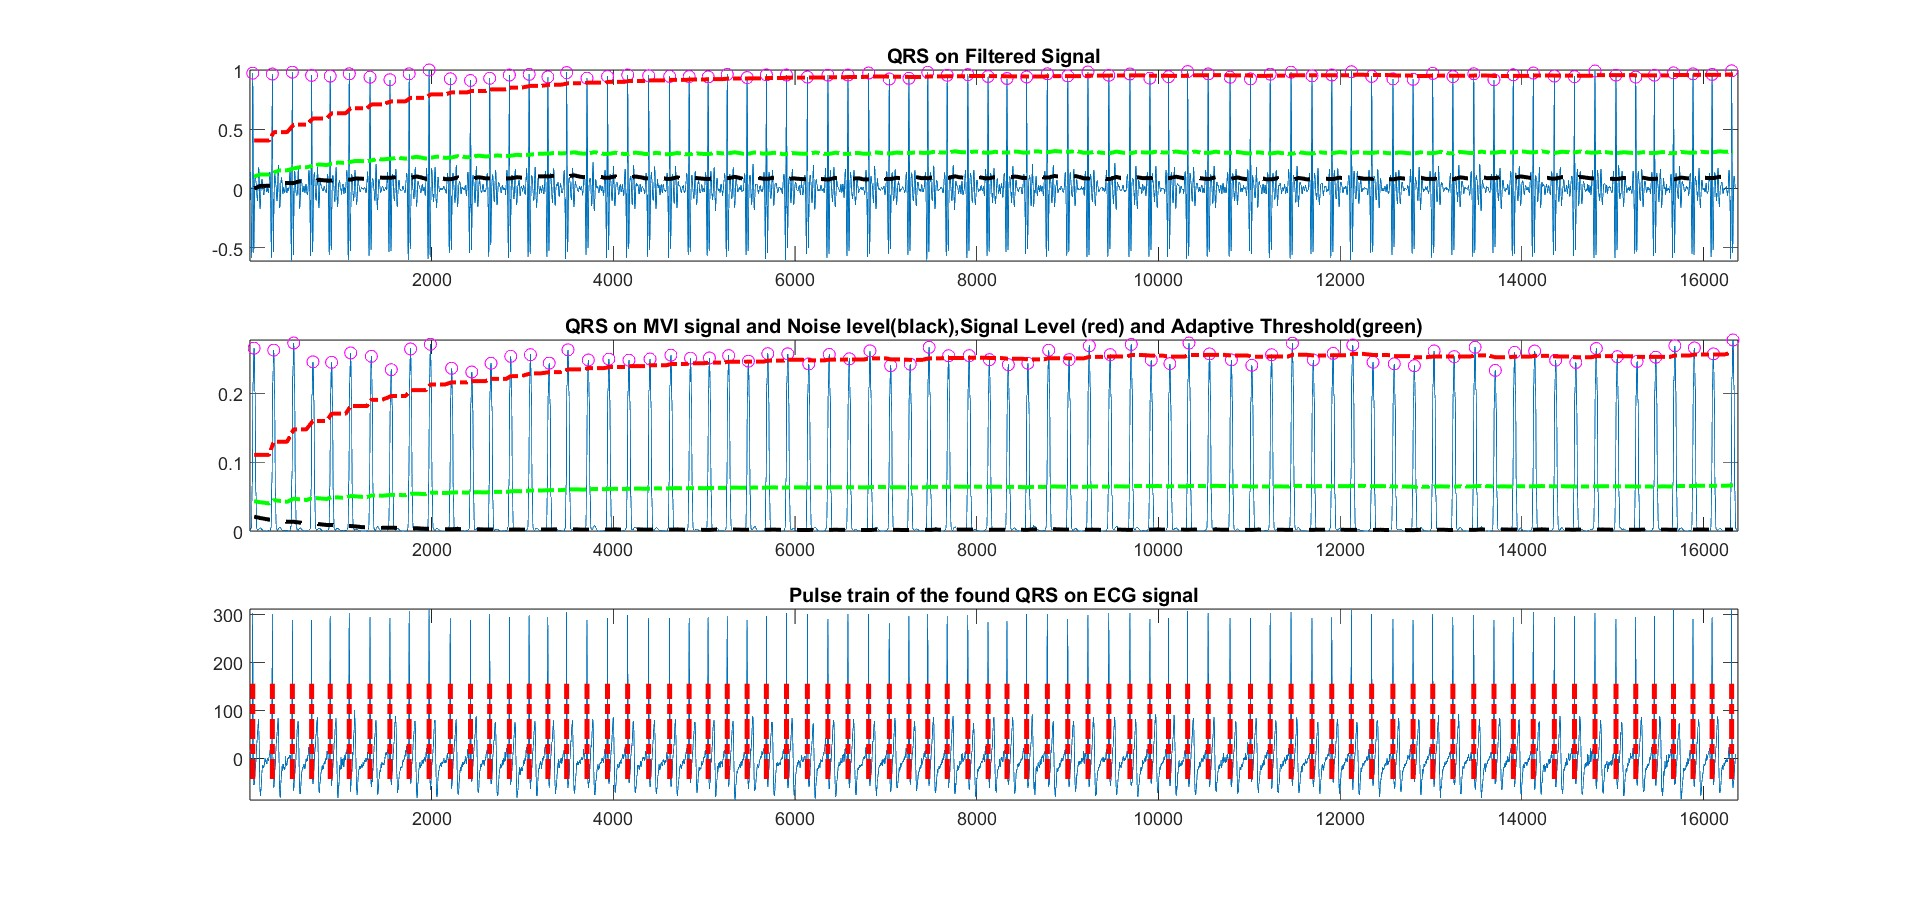 QRS on Filtered Signal
1
0.5
0
-0.5
2000 4000 6000 8000 10000 12000 14000 16000
QRS on MVI signal and Noise level(black),Signal Level (red) and Adaptive Threshold(green)
0.2
0.1
0
2000 4000 6000 8000 10000 12000 14000 16000
Pulse train of the found QRS on ECG signal
300
200
100
0
2000 4000 6000 8000 10000 12000 14000 16000